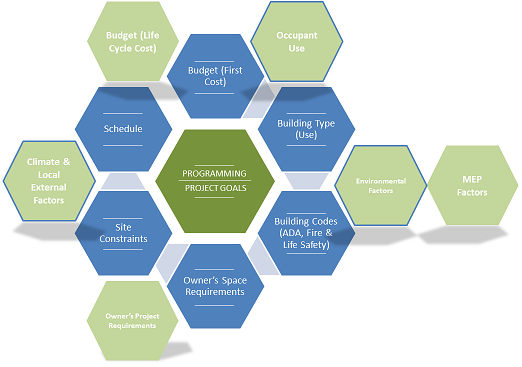 Budget (Life
Cycle Cost)
Occupant
Use
Budget (First
Cost)
Schedule
Building Type
(Use)
PROGRAMMING
PROJECT GOALS
Climate &
Local
External
Factors
Environmental
Factors
MEP
Factors
Site
Constraints
Building Codes
(ADA, Fire &
Life Safety)
Owner's Space
Requirements
Owner's Project
Requirements